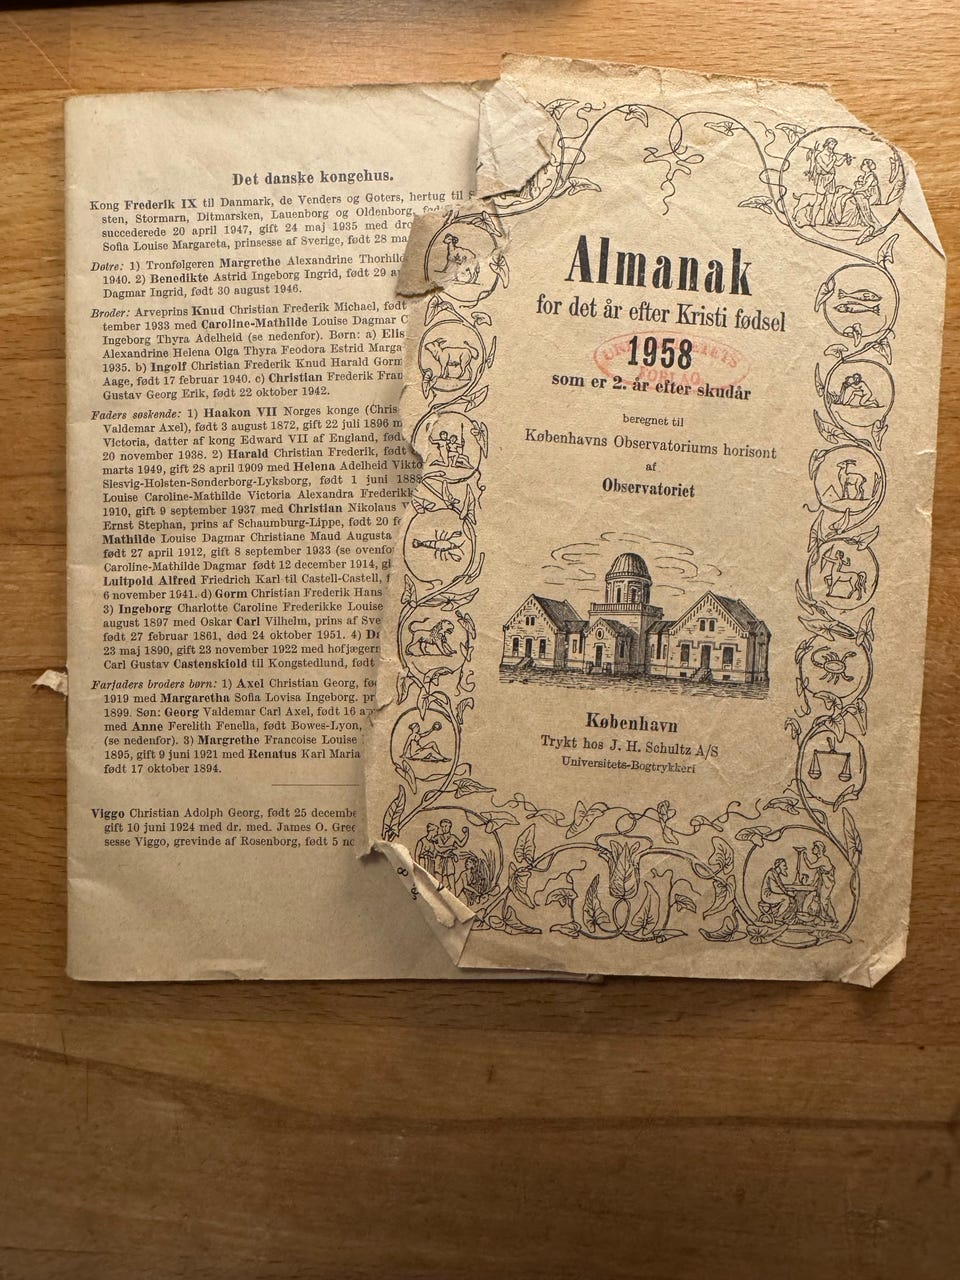 Det danske kongehus.
Kong Frederik IX til Danmark, de Venders og Goters, hertug til
sten, Stormarn, Ditmarsken, Lauenborg og Oldenborg,
succederede 20 april 1947, gift 24 maj 1935 med
Sofia Louise Margareta, prinsesse af Sverige, født 28
Døtre: 1) Tronfølgeren Margrethe Alexandrine
1940. 2) Benedikte Astrid Ingeborg Ingrid, født 29
Dagmar Ingrid, født 30 august 1946.
Broder: Arveprins Knud Christian Frederik Michael, født
tember 1933 med Caroline-Mathilde Louise Dagmar
Ingeborg Thyra Adelheid (se nedenfor). Børn: a)
Alexandrine Helena Olga Thyra Feodora Estrid
1935. b) Ingolf Christian Frederik Knud Harald
Aage, født 17 februar 1940. c) Christian Frederik
Gustav Georg Erik, født 22 oktober 1942.
Faders søskende: 1) Haakon VII Norges konge
Valdemar Axel), født 3 august 1872, gift 22 juli 1896
Victoria, datter af kong Edward VII af England,
20 november 1938. 2) Harald Christian Frederik, født
marts 1949, gift 28 april 1909 med Helena Adelheid
Slesvig-Holsten-Sønderborg-Lyksborg, født 1 juni
Louise Caroline-Mathilde Victoria Alexandra
1910, gift 9 september 1937 med Christian Nikolaus
Ernst Stephan, prins af Schaumburg-Lippe, født 20
Mathilde Louise Dagmar Christiane Maud Augusta
født 27 april 1912, gift 8 september 1933 (se
Caroline-Mathilde Dagmar født 12 december 1914,
Luitpold Alfred Friedrich Karl til Castell-Castell,
6 november 1941. d) Gorm Christian Frederik Hans
3) Ingeborg Charlotte Caroline Frederikke Louise
august 1897 med Oskar Carl Vilhelm, prins af
født 27 februar 1861, død 24 oktober 1951. 4)
23 maj 1890, gift 23 november 1922 med
Carl Gustav Castenskiold til Kongstedlund, født
Farfaders broders børn: 1) Axel Christian Georg,
1919 med Margaretha Sofia Lovisa Ingeborg.
1899. Søn: Georg Valdemar Carl Axel, født 16
med Anne Ferelith Fenella, født Bowes-Lyon,
(se nedenfor). 3) Margrethe Francoise Louise
1895, gift 9 juni 1921 med Renatus Karl Maria
født 17 oktober 1894.
Viggo Christian Adolph Georg, født 25
gift 10 juni 1924 med dr. med. James O.
sesse Viggo, grevinde af Rosenborg, født 5
Almanak
for det år efter Kristi fødsel
1958
som er 2. år efter skudår
beregnet til
Københavns Observatoriums horisont
af
Observatoriet
København
Trykt hos J. H. Schultz A/S
Universitets-Bogtrykkeri